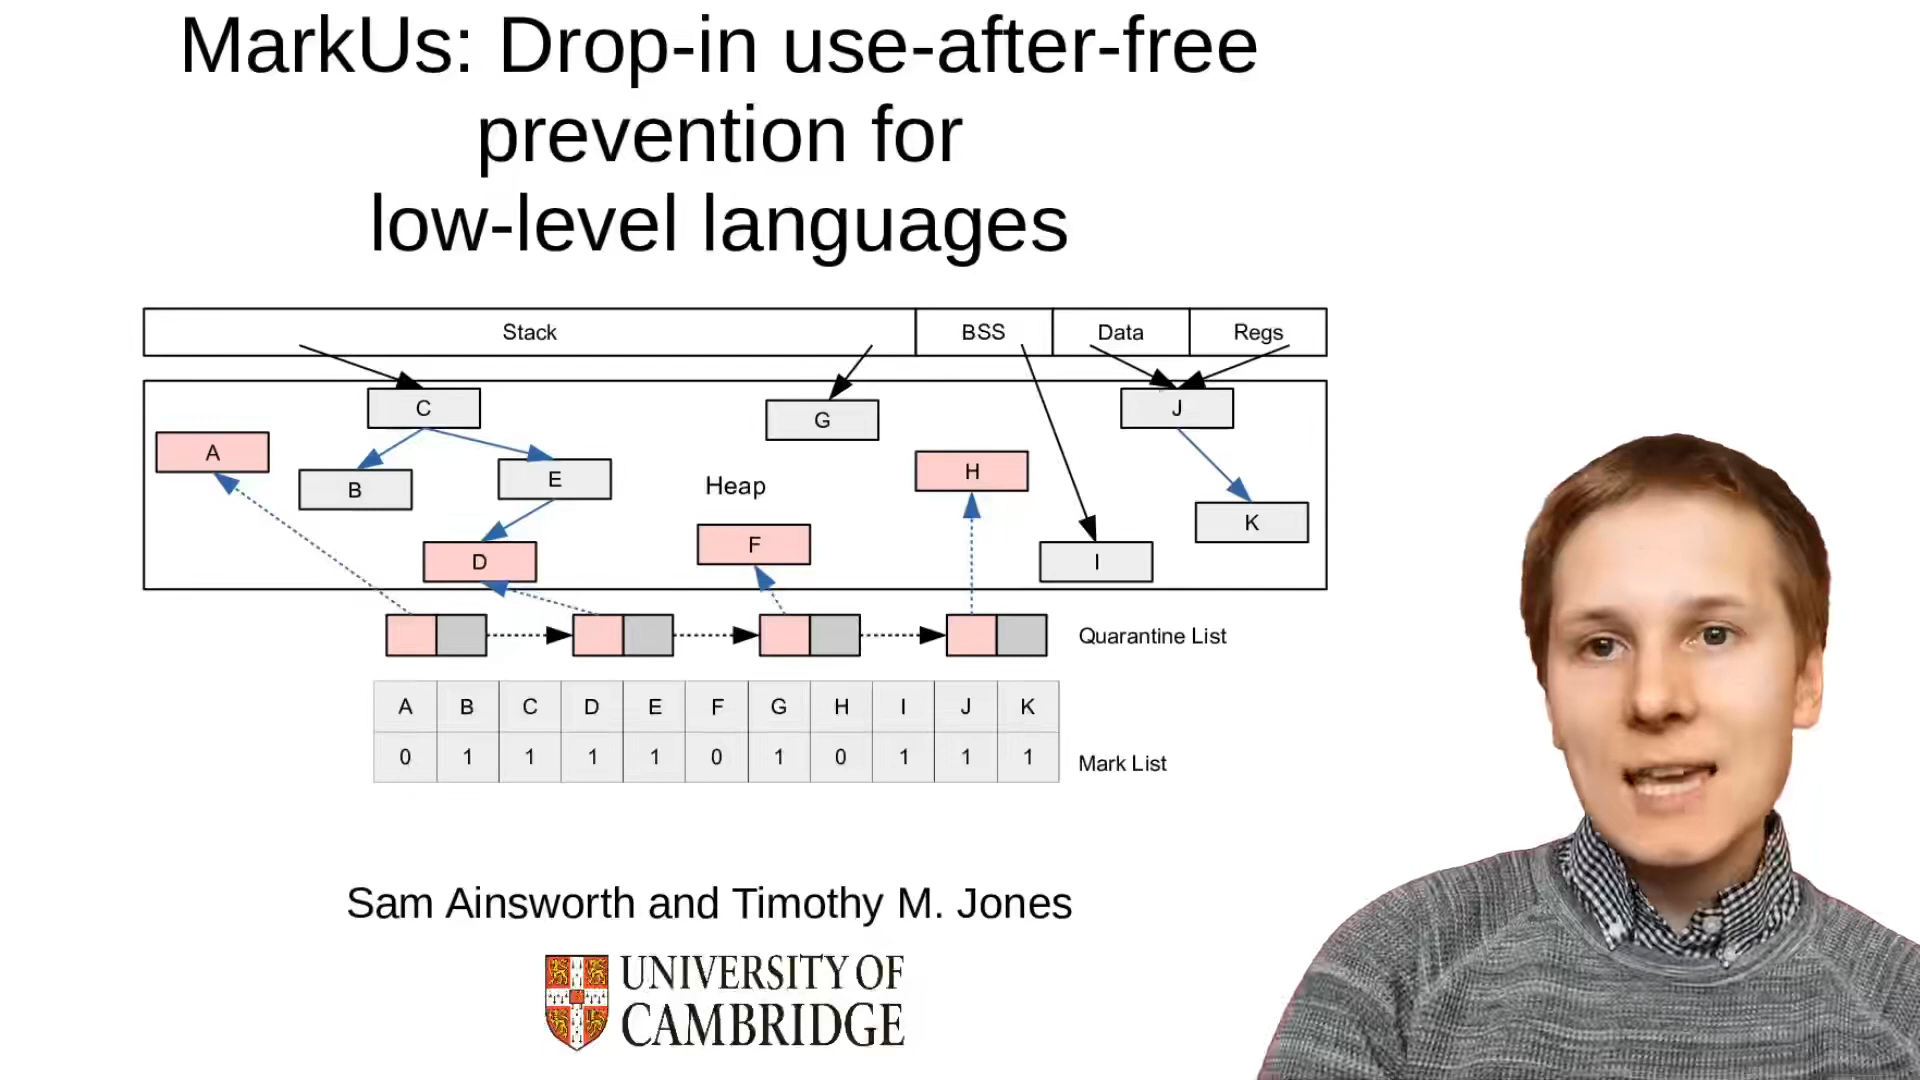 MarkUs: Drop-in use-after-free
prevention for
low-level languages
Stack BSS Data Regs
C
G
J
A
H
E
B
Heap
K
F
D
I
Quarantine List
A B C D E F G H I J K
0 1 1 1 1 0 1 0 1 1 1
Mark List
Sam Ainsworth and Timothy M. Jones
UNIVERSITY OF
CAMBRIDGE